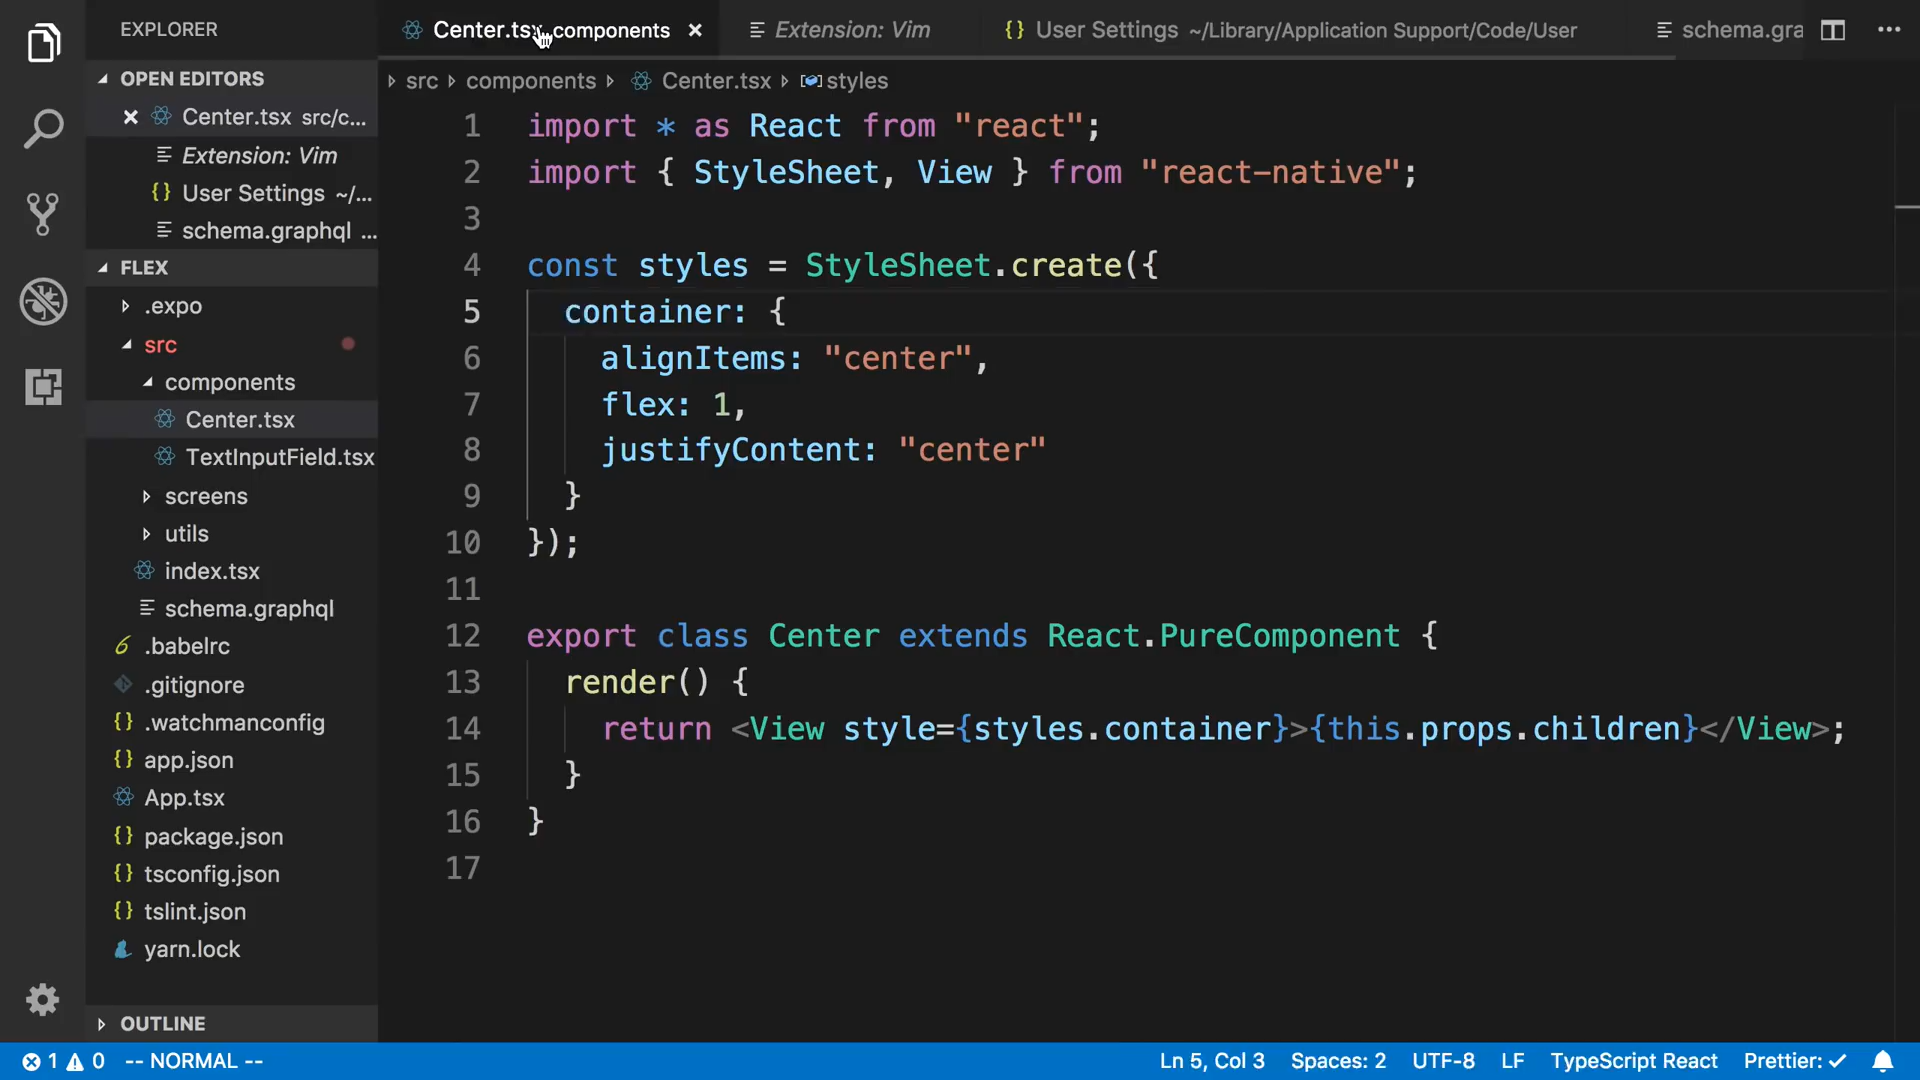 EXPLORER
OPEN EDITORS
Center.tsx src/c...
Extension: Vim
User Settings ~/...
schema.graphql ...
FLEX
.expo
src
components
Center.tsx
TextInputField.tsx
screens
utils
index.tsx
schema.graphql
.babelrc
.gitignore
.watchmanconfig
app.json
App.tsx
package.json
tsconfig.json
tslint.json
yarn.lock
OUTLINE
Center.tsx components
Extension: Vim
User Settings ~/Library/Application Support/Code/User
schema.gra
src components Center.tsx styles
1 import * as React from "react";
2 import { StyleSheet, View } from "react-native";
3
4 const styles = StyleSheet.create({
5 container: {
6 alignItems: "center",
7 flex: 1,
8 justifyContent: "center"
9 }
10 });
11
12 export class Center extends React.PureComponent {
13 render() {
14 return <View style={styles.container}>{this.props.children}</View>;
15 }
16 }
17
1 0 -- NORMAL -- Ln 5, Col 3 Spaces: 2 UTF-8 LF TypeScript React Prettier: ✓